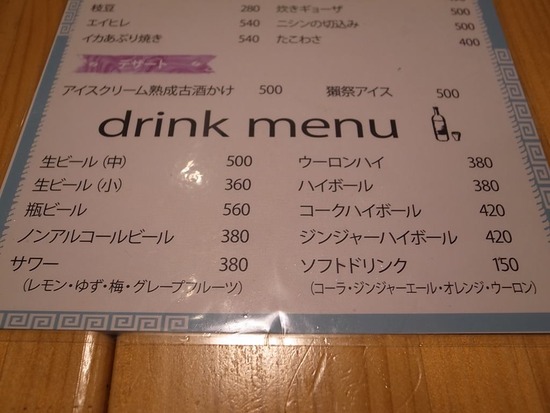 枝豆 280 炊きギョーザ 500
エイヒレ 540 ニシンの切込み 500
イカあぶり焼き 540 たこわさ 400
デザート
アイスクリーム熟成古酒かけ 500 獺祭アイス 500
drink menu
生ビール（中） 500 ウーロンハイ 380
生ビール（小） 360 ハイボール 380
瓶ビール 560 コークハイボール 420
ノンアルコールビール 380 ジンジャーハイボール 420
サワー 380 ソフトドリンク 150
（レモン・ゆず・梅・グレープフルーツ） （コーラ・ジンジャーエール・オレンジ・ウーロン）